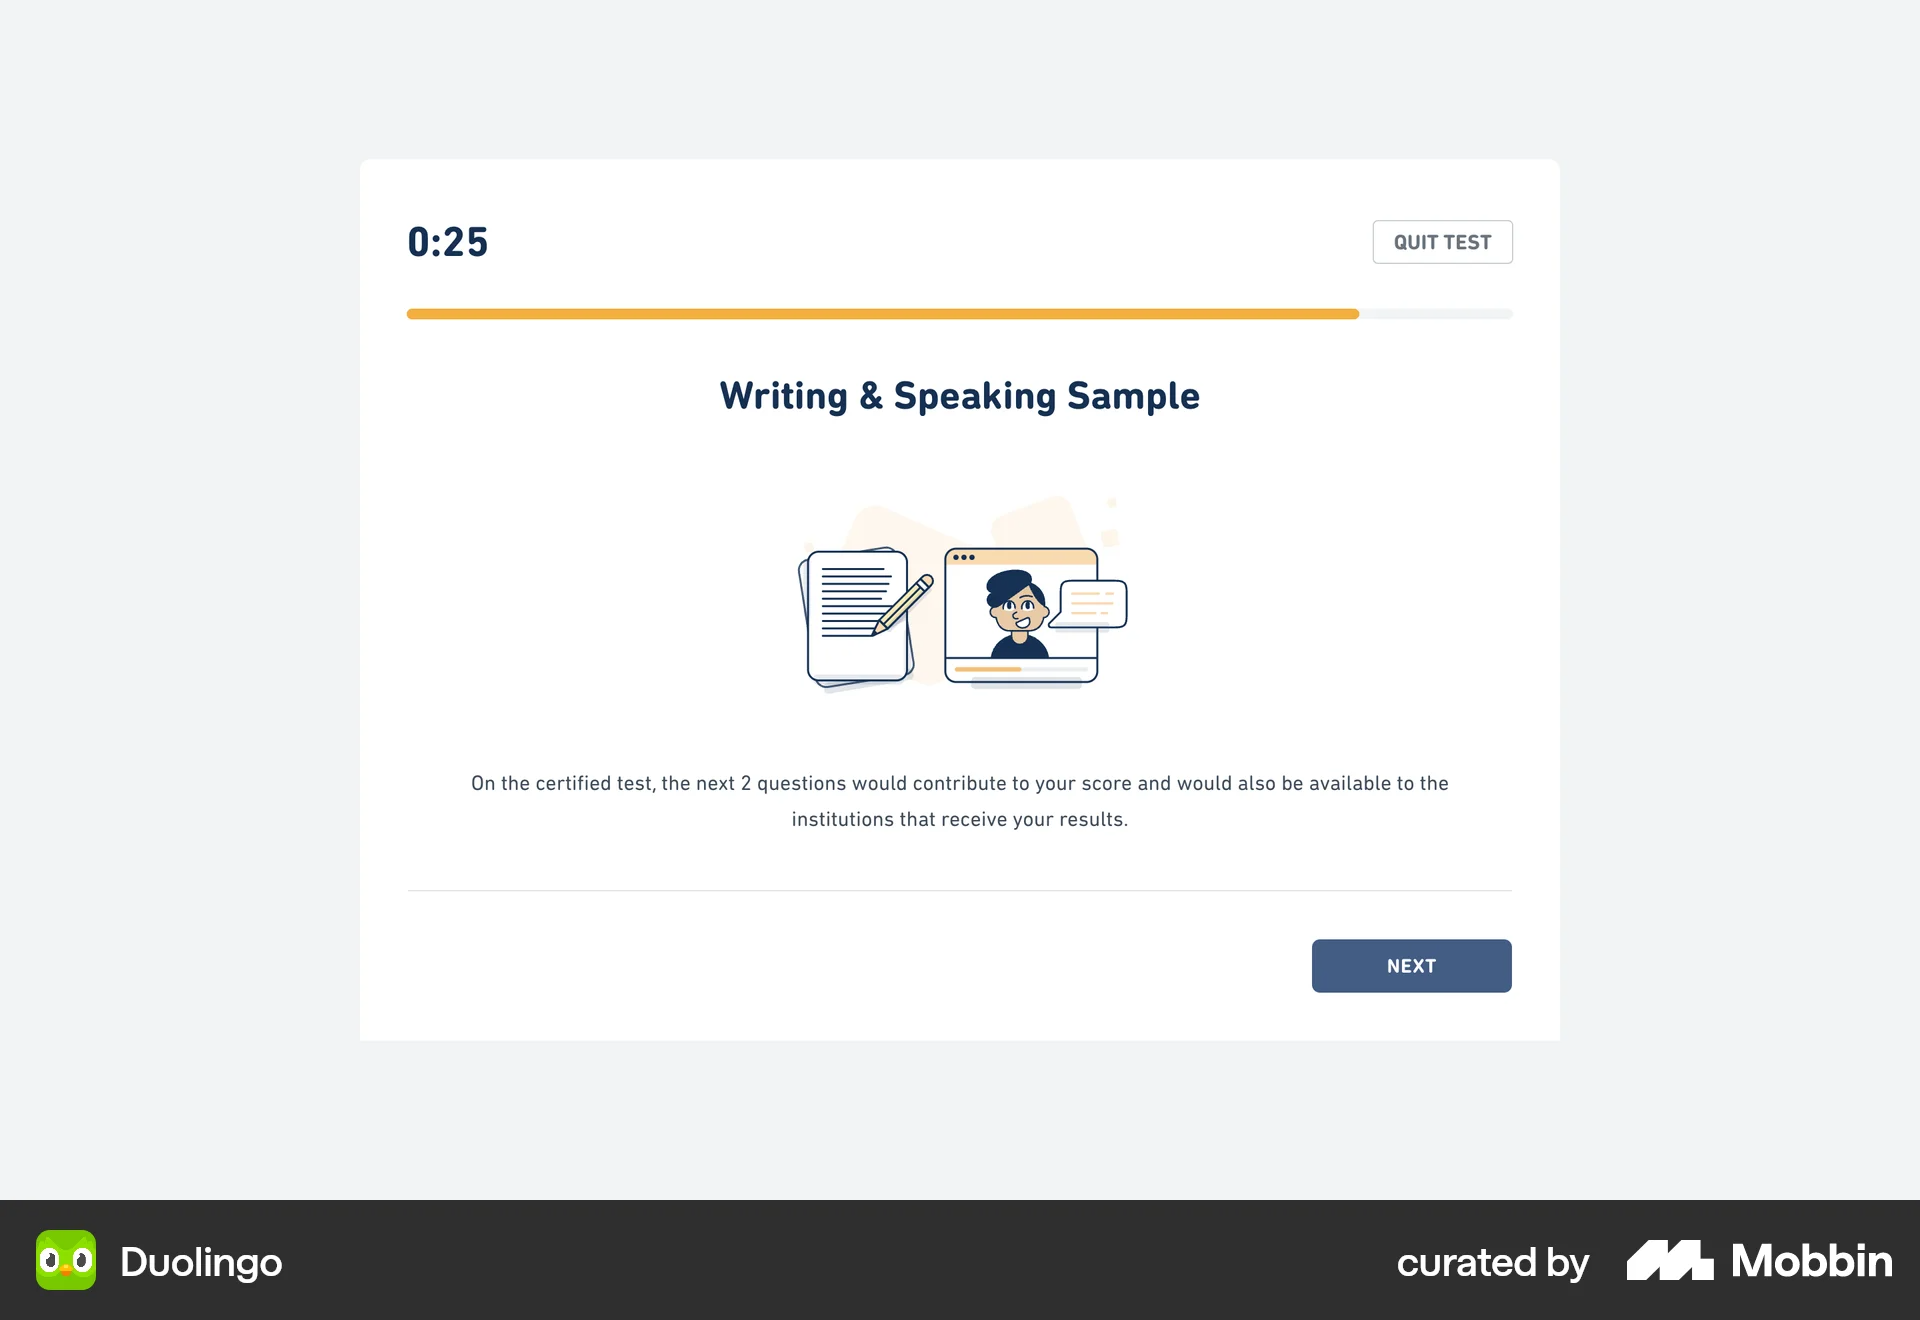 0:25
QUIT TEST
Writing & Speaking Sample
On the certified test, the next 2 questions would contribute to your score and would also be available to the
institutions that receive your results.
NEXT
Duolingo
curated by Mobbin